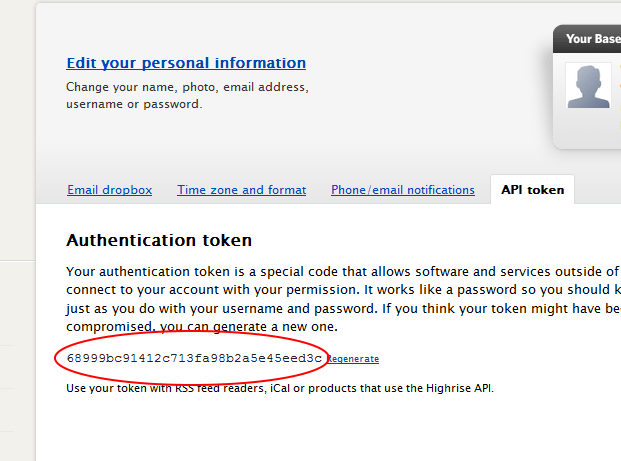 Your Base
Edit your personal information
Change your name, photo, email address,
username or password.
Email dropbox Time zone and format Phone/email notifications API token
Authentication token
Your authentication token is a special code that allows software and services outside of
connect to your account with your permission. It works like a password so you should k
just as you do with your username and password. If you think your token might have bee
compromised, you can generate a new one.
68999bc91412c713fa98b2a5e45eed3c Regenerate
Use your token with RSS feed readers, iCal or products that use the Highrise API.